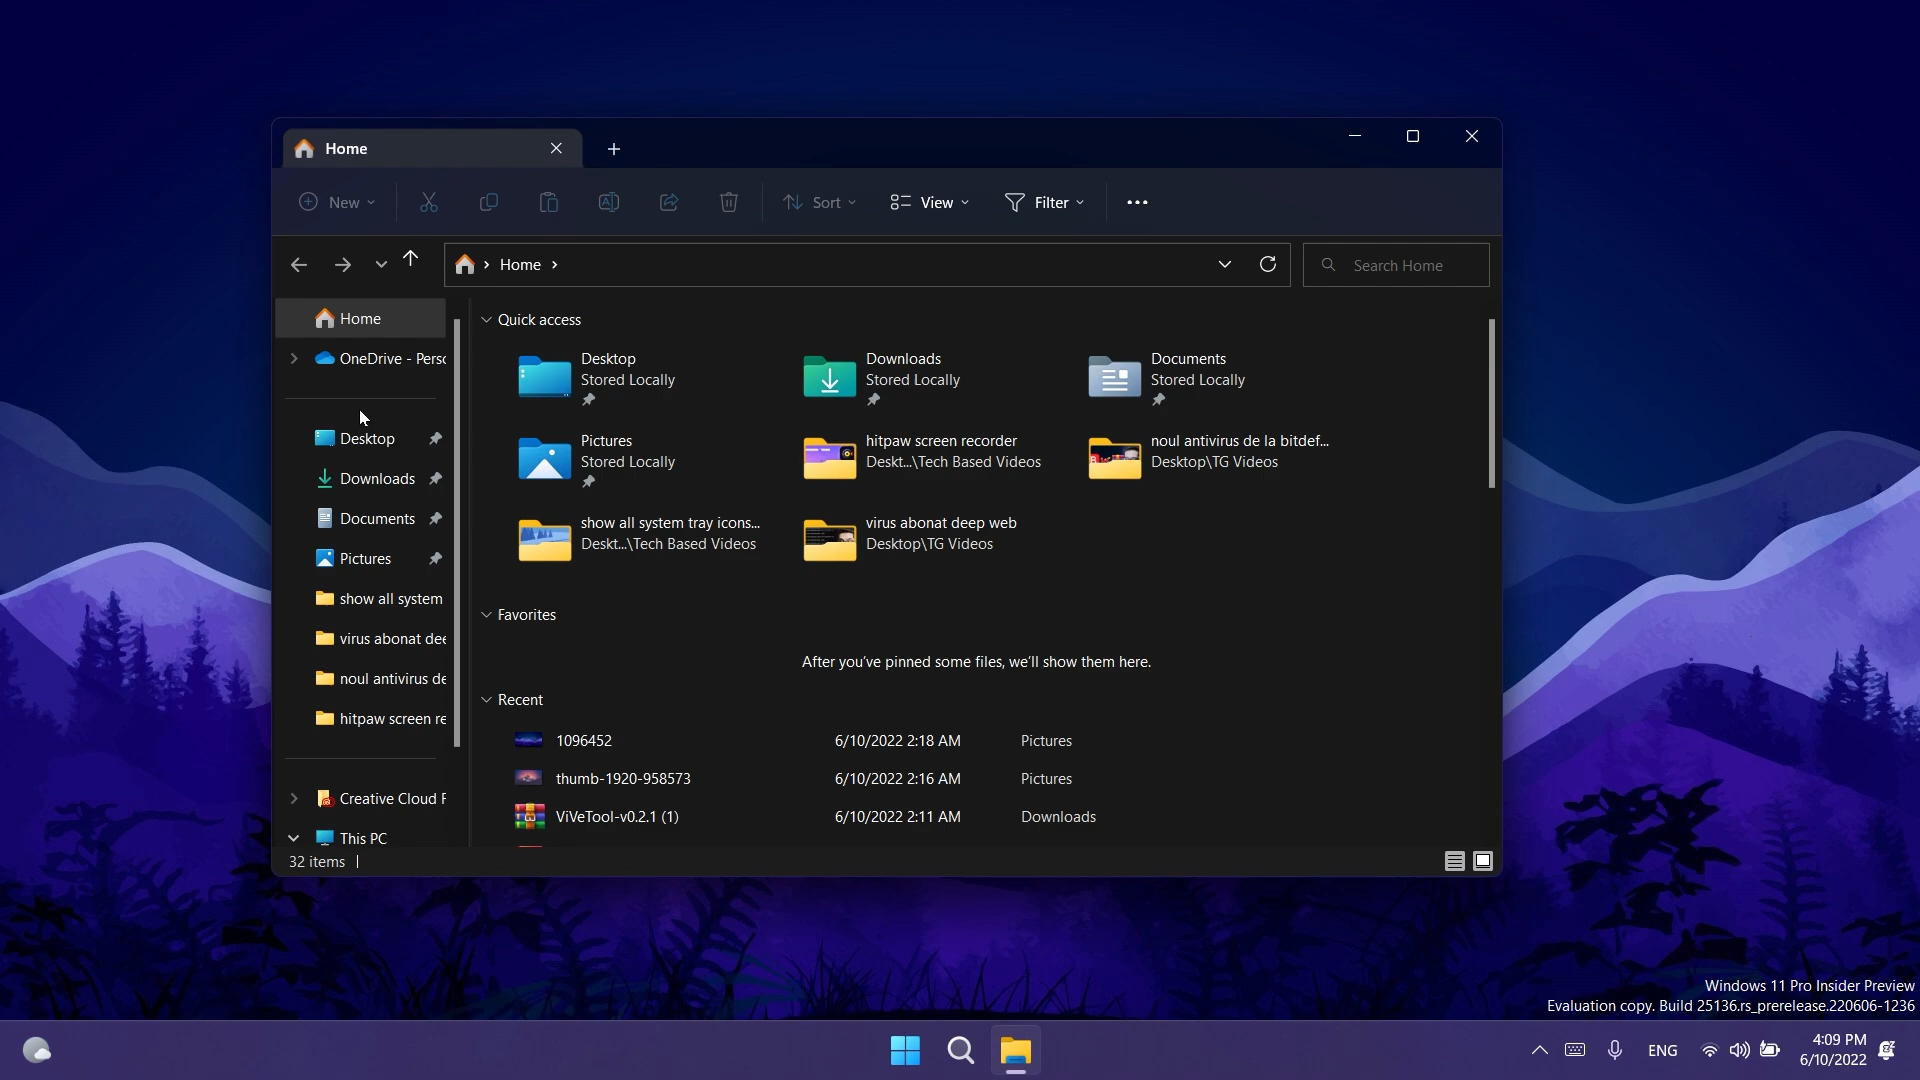 Home
New
Sort
View
Filter
Home
Search Home
Home
OneDrive - Pers
Desktop
Downloads
Documents
Pictures
show all system
virus abonat dee
noul antivirus de
hitpaw screen re
Creative Cloud F
This PC
Quick access
Desktop
Stored Locally
Downloads
Stored Locally
Documents
Stored Locally
Pictures
Stored Locally
hitpaw screen recorder
Deskt...\Tech Based Videos
noul antivirus de la bitdef...
Desktop\TG Videos
show all system tray icons...
Deskt...\Tech Based Videos
virus abonat deep web
Desktop\TG Videos
Favorites
After you've pinned some files, we'll show them here.
Recent
1096452 6/10/2022 2:18 AM Pictures
thumb-1920-958573 6/10/2022 2:16 AM Pictures
ViVeTool-v0.2.1 (1) 6/10/2022 2:11 AM Downloads
32 items
Windows 11 Pro Insider Preview
Evaluation copy. Build 25136.rs_prerelease.220606-1236
ENG
4:09 PM
6/10/2022